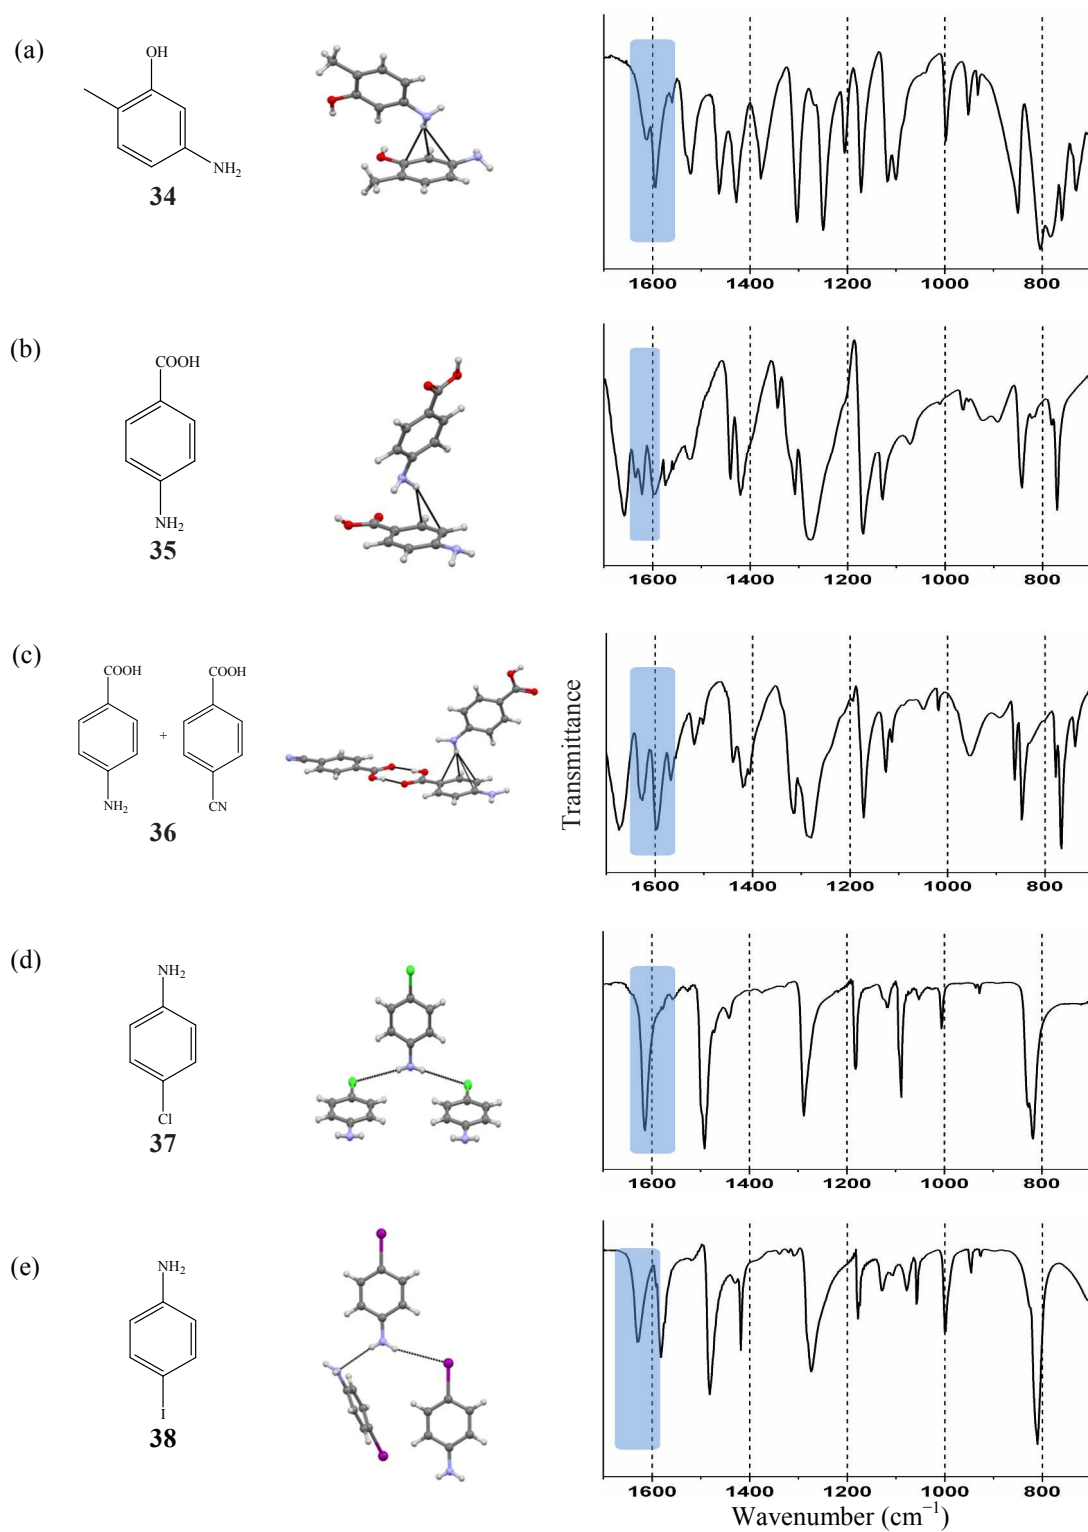 (a)
OH
NH₂
34
1600 1400 1200 1000 800
(b)
COOH
NH₂
35
1600 1400 1200 1000 800
(c)
COOH COOH
+
NH₂ CN
36
Transmittance
1600 1400 1200 1000 800
(d)
NH₂
Cl
37
1600 1400 1200 1000 800
(e)
NH₂
I
38
1600 1400 1200 1000 800
Wavenumber (cm⁻¹)